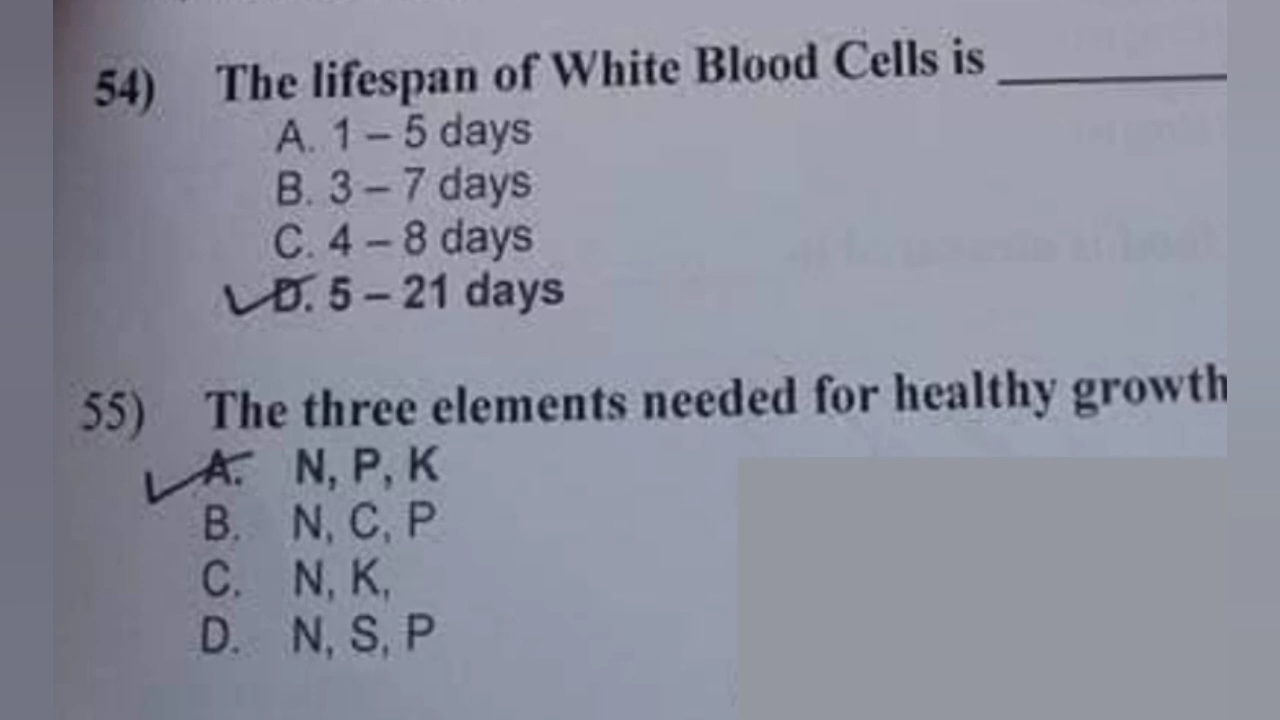 54) The lifespan of White Blood Cells is
A. 1 – 5 days
B. 3 – 7 days
C. 4 – 8 days
D. 5 – 21 days
55) The three elements needed for healthy growth
A. N, P, K
B. N, C, P
C. N, K,
D. N, S, P